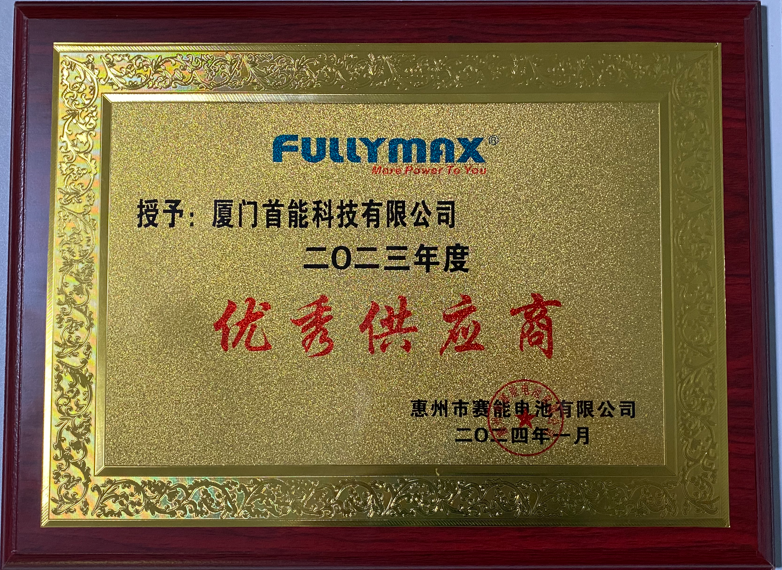 FULLYMAX®
More Power To You
授予：厦门首能科技有限公司
二〇二三年度
优秀供应商
惠州市赛能电池有限公司
二〇二四年一月